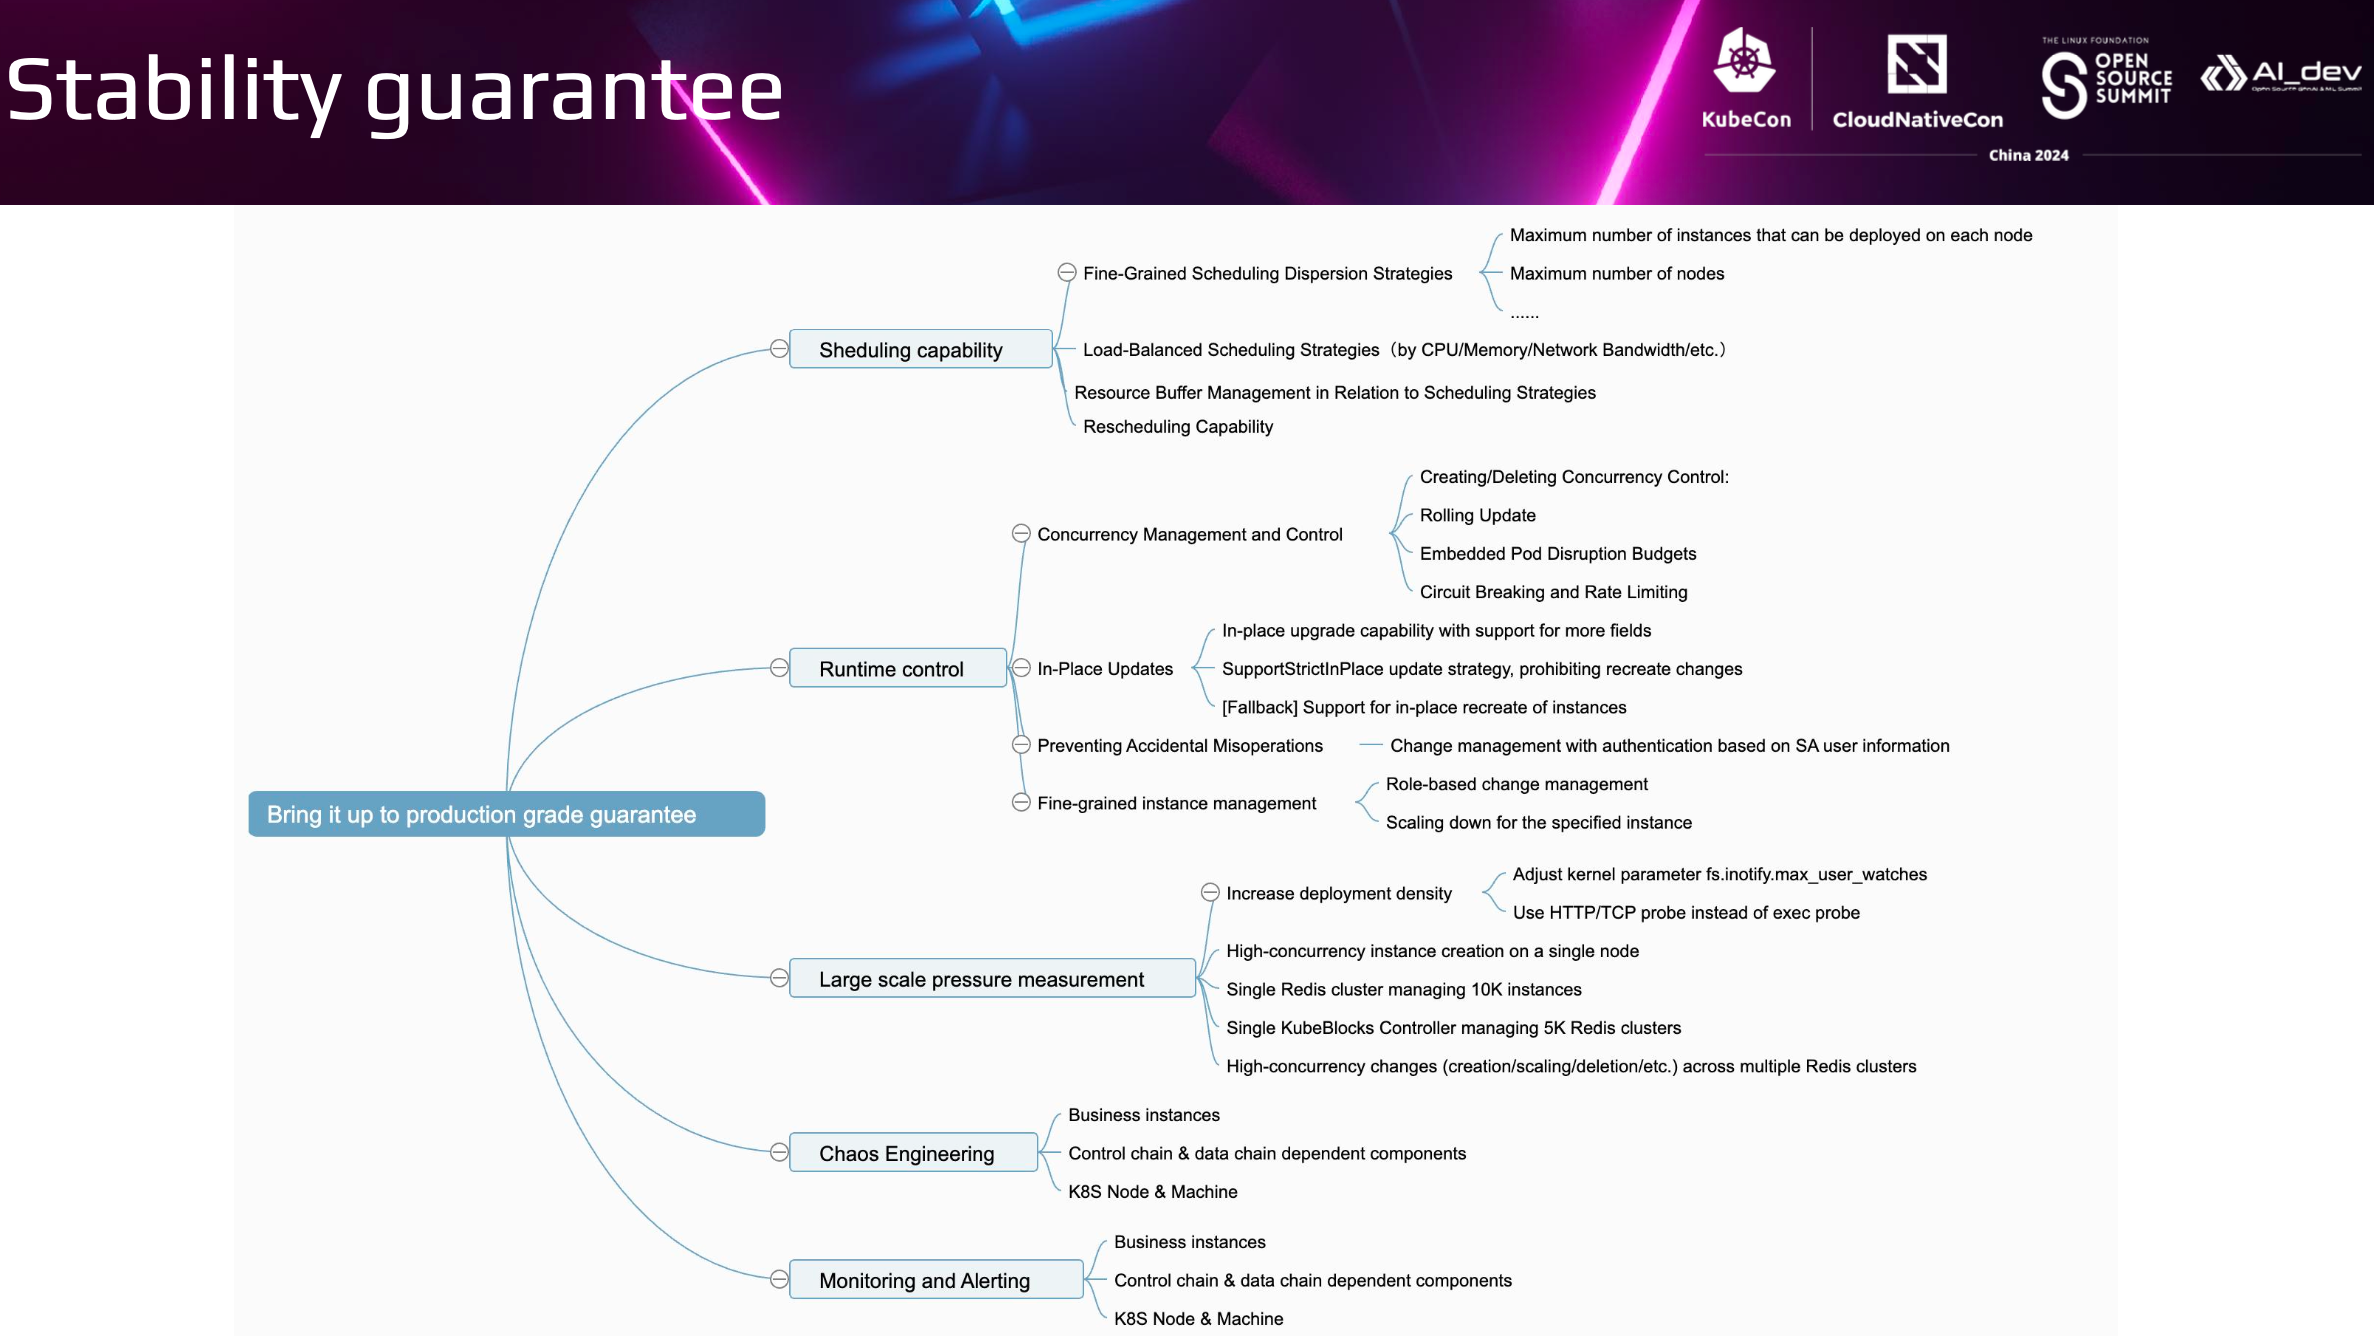 Stability guarantee
KubeCon
CloudNativeCon
THE LINUX FOUNDATION
OPEN
SOURCE
SUMMIT
AI_dev
Open Source GenAI & ML Summit
China 2024
Bring it up to production grade guarantee
Sheduling capability
Fine-Grained Scheduling Dispersion Strategies
Maximum number of instances that can be deployed on each node
Maximum number of nodes
......
Load-Balanced Scheduling Strategies（by CPU/Memory/Network Bandwidth/etc.）
Resource Buffer Management in Relation to Scheduling Strategies
Rescheduling Capability
Runtime control
Concurrency Management and Control
Creating/Deleting Concurrency Control:
Rolling Update
Embedded Pod Disruption Budgets
Circuit Breaking and Rate Limiting
In-Place Updates
In-place upgrade capability with support for more fields
SupportStrictInPlace update strategy, prohibiting recreate changes
[Fallback] Support for in-place recreate of instances
Preventing Accidental Misoperations
Change management with authentication based on SA user information
Fine-grained instance management
Role-based change management
Scaling down for the specified instance
Large scale pressure measurement
Increase deployment density
Adjust kernel parameter fs.inotify.max_user_watches
Use HTTP/TCP probe instead of exec probe
High-concurrency instance creation on a single node
Single Redis cluster managing 10K instances
Single KubeBlocks Controller managing 5K Redis clusters
High-concurrency changes (creation/scaling/deletion/etc.) across multiple Redis clusters
Chaos Engineering
Business instances
Control chain & data chain dependent components
K8S Node & Machine
Monitoring and Alerting
Business instances
Control chain & data chain dependent components
K8S Node & Machine